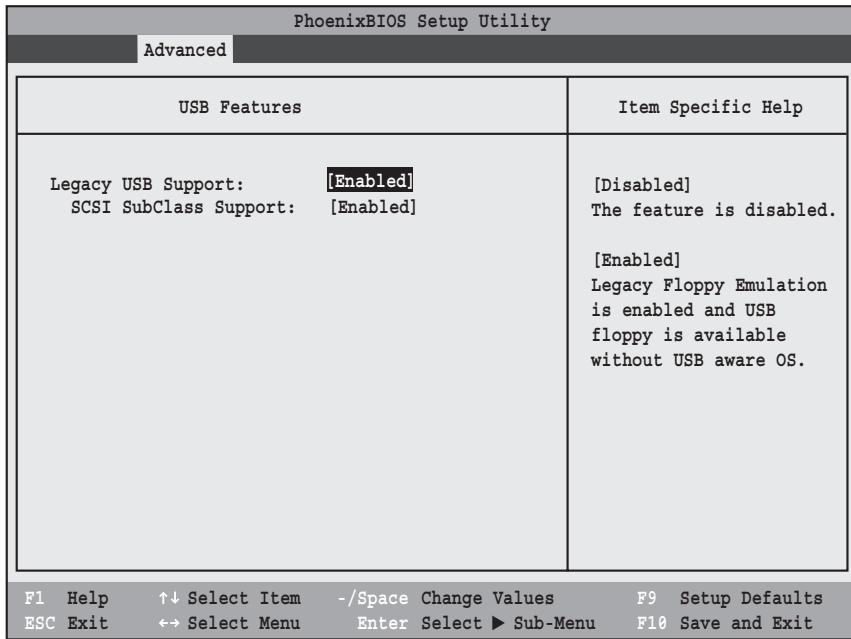 PhoenixBIOS Setup Utility
Advanced
USB Features
Item Specific Help
Legacy USB Support: [Enabled]
SCSI SubClass Support: [Enabled]
[Disabled]
The feature is disabled.
[Enabled]
Legacy Floppy Emulation
is enabled and USB
floppy is available
without USB aware OS.
F1 Help ↑↓ Select Item -/Space Change Values F9 Setup Defaults
ESC Exit ↔ Select Menu Enter Select ▶ Sub-Menu F10 Save and Exit